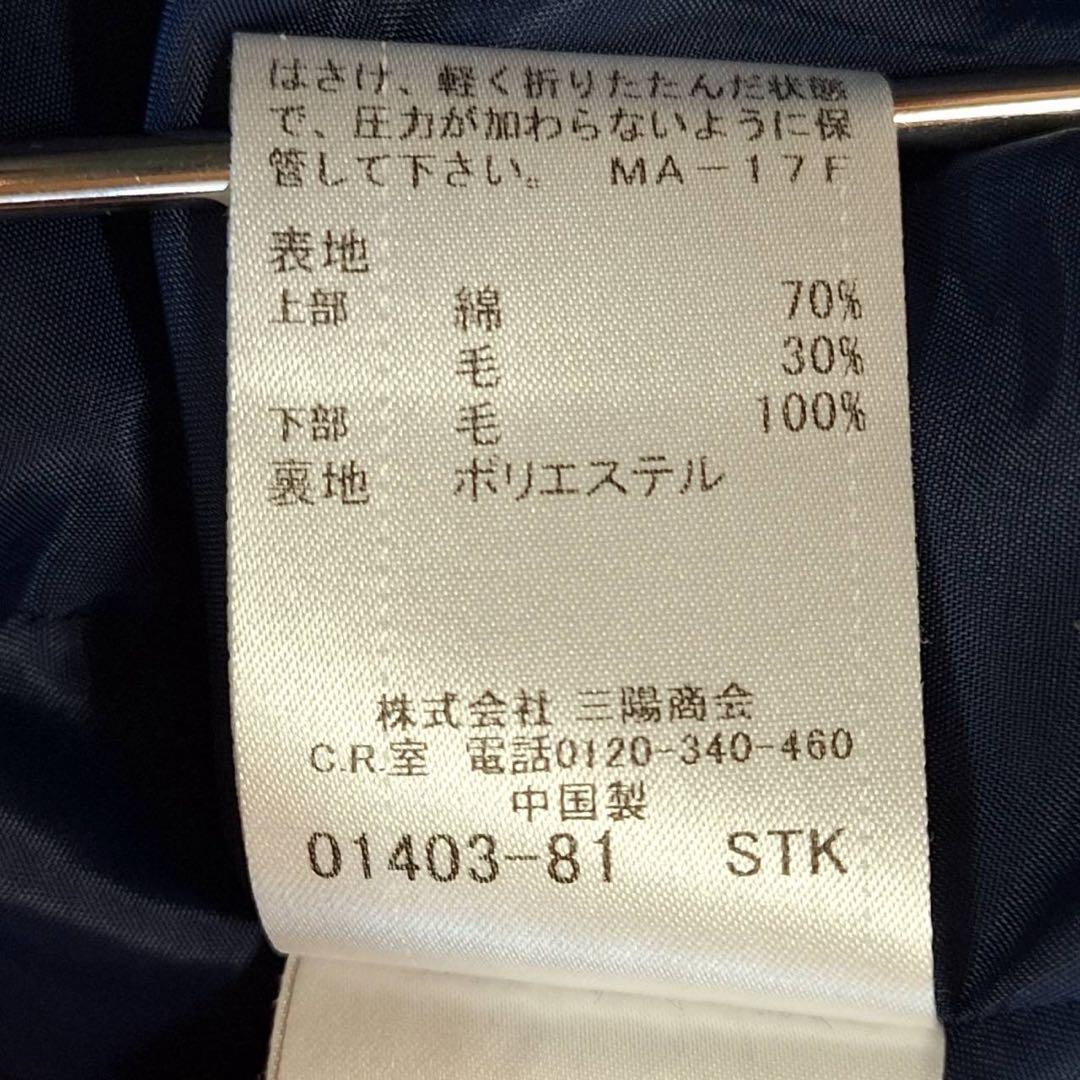 はさけ、軽く折りたたんだ状態
で、圧力が加わらないように保
管して下さい。 MA-17F
表地
上部 綿 70%
毛 30%
下部 毛 100%
裏地 ポリエステル
株式会社 三陽商会
C.R.室 電話0120-340-460
中国製
01403-81 STK